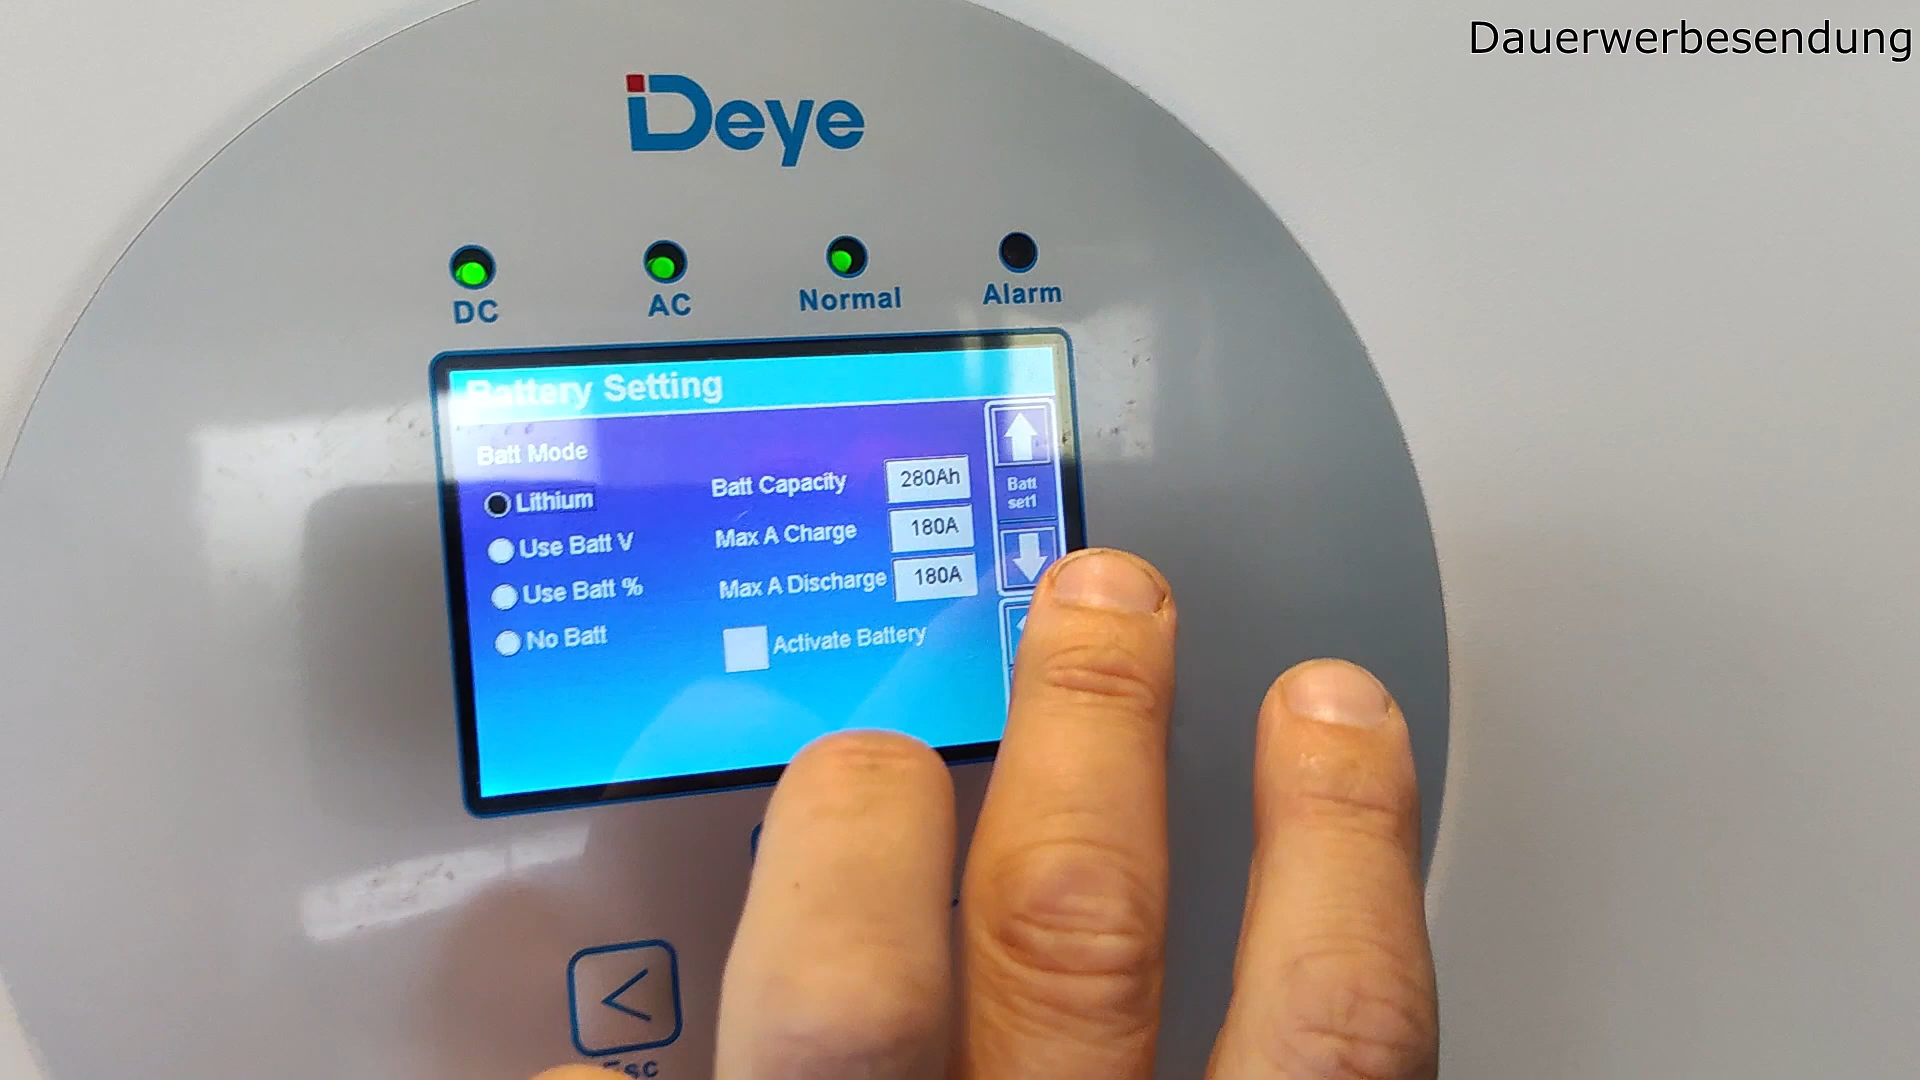 Dauerwerbesendung
Deye
DC
AC
Normal
Alarm
Battery Setting
Batt Mode
Lithium
Use Batt V
Use Batt %
No Batt
Batt Capacity
280Ah
Max A Charge
180A
Max A Discharge
180A
Activate Battery
Batt
set1
Esc